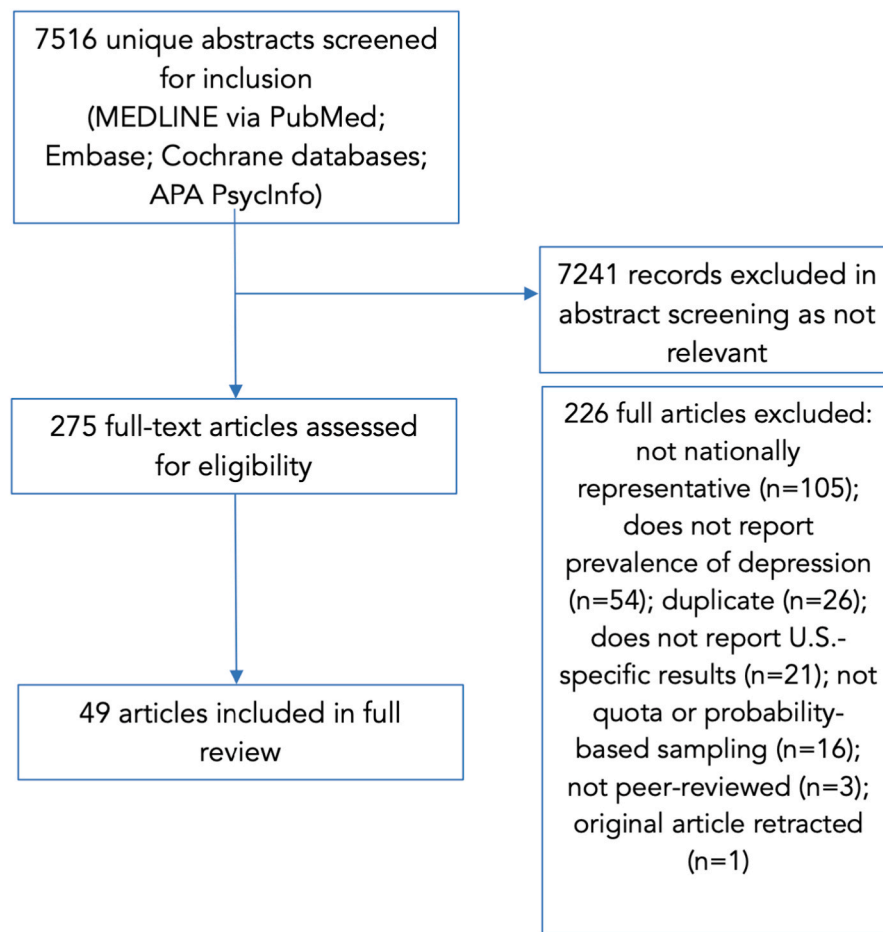 7516 unique abstracts screened
for inclusion
(MEDLINE via PubMed;
Embase; Cochrane databases;
APA PsycInfo)
7241 records excluded in
abstract screening as not
relevant
275 full-text articles assessed
for eligibility
226 full articles excluded:
not nationally
representative (n=105);
does not report
prevalence of depression
(n=54); duplicate (n=26);
does not report U.S.-
specific results (n=21); not
quota or probability-
based sampling (n=16);
not peer-reviewed (n=3);
original article retracted
(n=1)
49 articles included in full
review